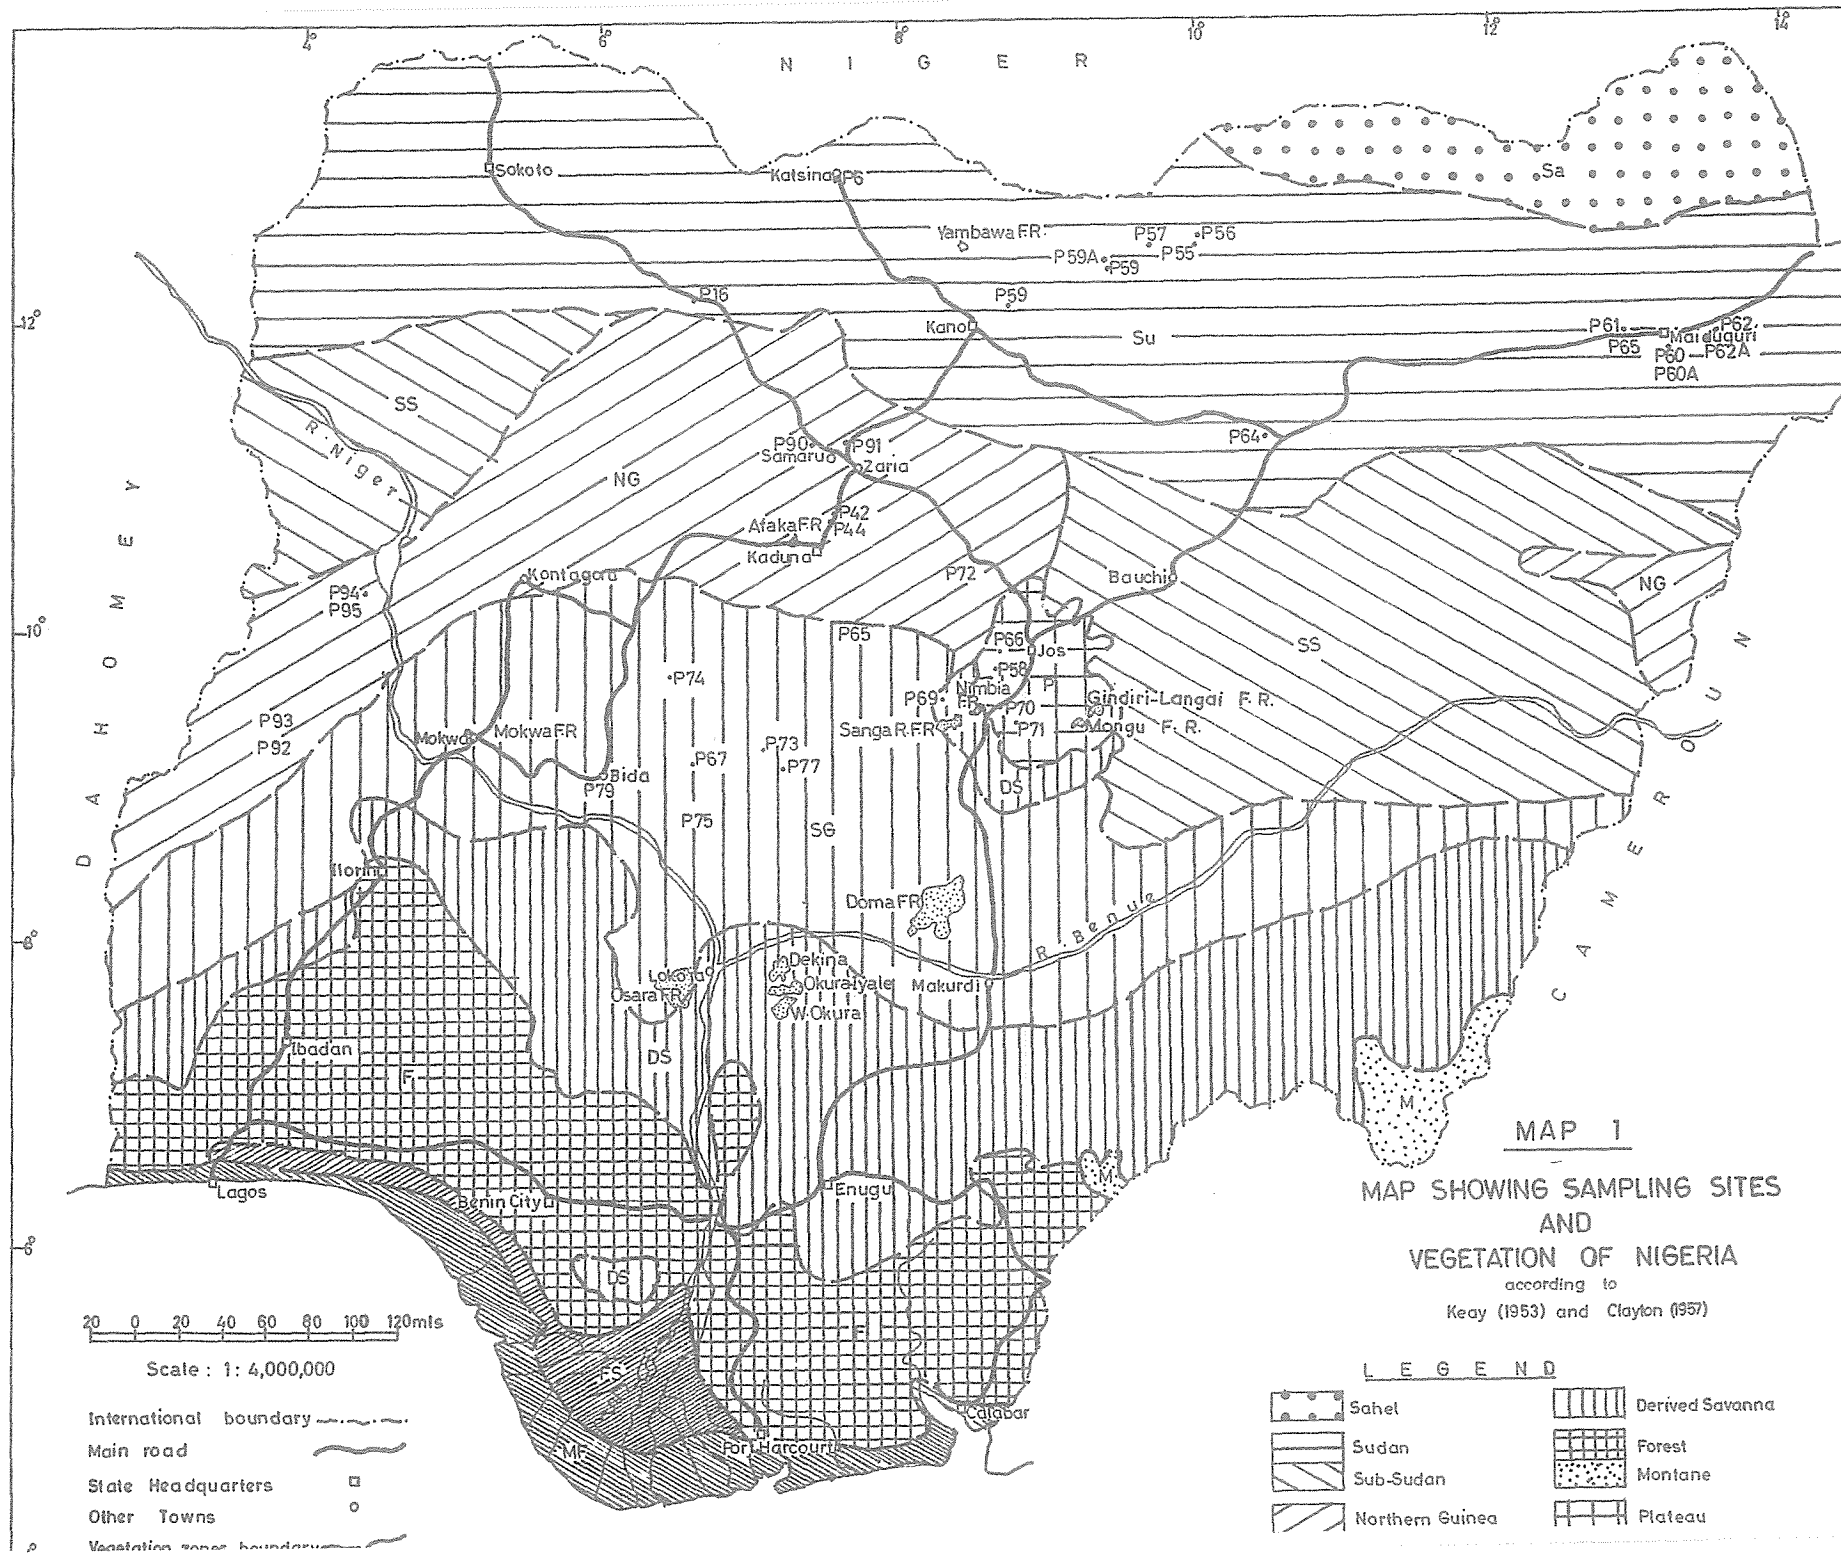 4° 6° 8° 10° 12° 14°
N I G E R
Sokoto
Katsina P6
Sa
Yambawa F.R.
P57 P56
P59A P55
P59
P16
P59
12°
Kano
Su
P61 P62
Maiduguri
P65 P60 P62A
P60A
SS
R. Niger
P90 P91
Samaru
Zaria
P64
NG
Afaka F.R P42
P44
Kaduna
Kontagora
P72
Bauchi
NG
P94
P95
10°
P65
P66
Jos
SS
P74
P58
P69 Nimbia
F.R.
P
Gindiri-Langai F.R.
P93
P92
Mokwa
Mokwa F.R
P70
Sanga R.F.R
P71
Mongu F.R.
P73
P67
P77
Bida
P79
DS
P75
SG
DAHOMEY
CAMEROUN
Ilorin
Doma F.R
8°
R. Benue
Lokoja
Dekina
Osara F.R
Okura Iyale
Makurdi
W. Okura
Ibadan
DS
F
M
M
Lagos
Benin City
Enugu
6°
DS
F
FS
MF
Port Harcourt
Calabar
MAP 1
MAP SHOWING SAMPLING SITES
AND
VEGETATION OF NIGERIA
according to
Keay (1953) and Clayton (1957)
20 0 20 40 60 80 100 120mls
Scale : 1: 4,000,000
International boundary
Main road
State Headquarters
Other Towns
Vegetation zones boundary
L E G E N D
Sahel
Sudan
Sub-Sudan
Northern Guinea
Derived Savanna
Forest
Montane
Plateau